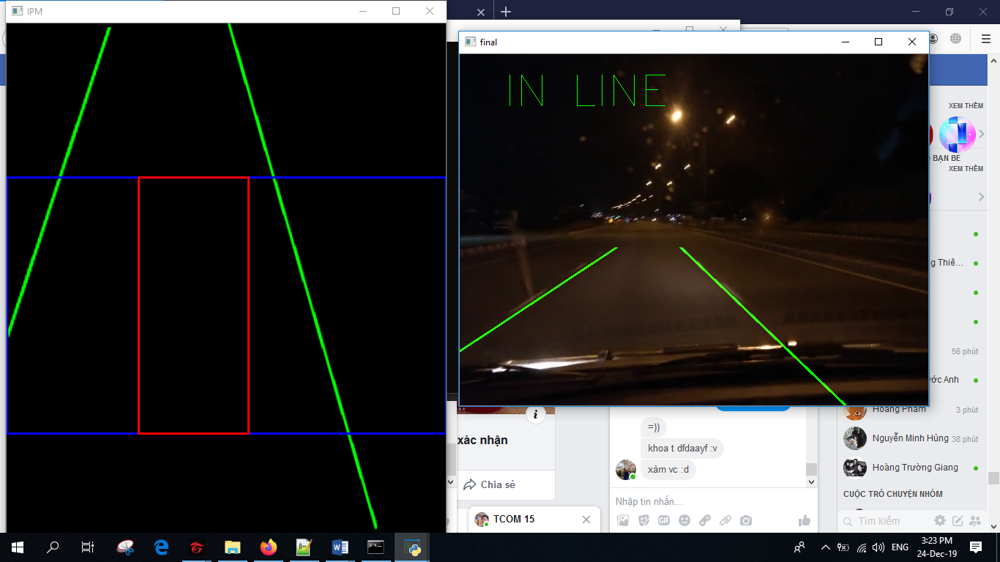 IPM
final
IN LINE
XEM THÊM
BẠN BÈ
XEM THÊM
g Thiê...
56 phút
ớc Anh
Hoàng Phạm
3 phút
Nguyễn Minh Hùng
38 phút
Hoàng Trường Giang
CUỘC TRÒ CHUYỆN NHÓM
Tìm kiếm
xác nhận
Chia sẻ
TCOM 15
=))
khoa t dfdaayf :v
xàm vc :d
Nhập tin nhắn...
GIF
ENG
3:23 PM
24-Dec-19